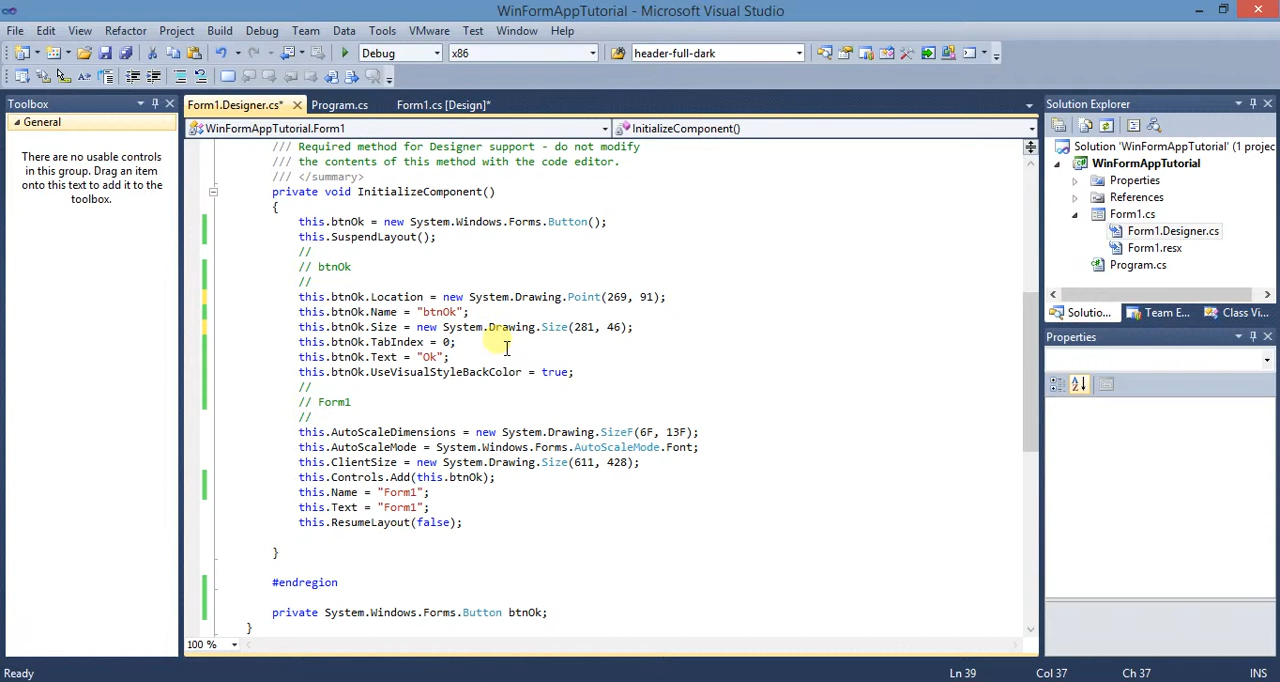 WinFormAppTutorial - Microsoft Visual Studio
File Edit View Refactor Project Build Debug Team Data Tools VMware Test Window Help
Debug x86 header-full-dark
Toolbox
General
There are no usable controls
in this group. Drag an item
onto this text to add it to the
toolbox.
Form1.Designer.cs* Program.cs Form1.cs [Design]*
WinFormAppTutorial.Form1 InitializeComponent()
/// Required method for Designer support - do not modify
/// the contents of this method with the code editor.
/// </summary>
private void InitializeComponent()
{
this.btnOk = new System.Windows.Forms.Button();
this.SuspendLayout();
//
// btnOk
//
this.btnOk.Location = new System.Drawing.Point(269, 91);
this.btnOk.Name = "btnOk";
this.btnOk.Size = new System.Drawing.Size(281, 46);
this.btnOk.TabIndex = 0;
this.btnOk.Text = "Ok";
this.btnOk.UseVisualStyleBackColor = true;
//
// Form1
//
this.AutoScaleDimensions = new System.Drawing.SizeF(6F, 13F);
this.AutoScaleMode = System.Windows.Forms.AutoScaleMode.Font;
this.ClientSize = new System.Drawing.Size(611, 428);
this.Controls.Add(this.btnOk);
this.Name = "Form1";
this.Text = "Form1";
this.ResumeLayout(false);
}
#endregion
private System.Windows.Forms.Button btnOk;
}
100 %
Solution Explorer
Solution 'WinFormAppTutorial' (1 projec
WinFormAppTutorial
Properties
References
Form1.cs
Form1.Designer.cs
Form1.resx
Program.cs
Solutio... Team E... Class Vi...
Properties
Ready Ln 39 Col 37 Ch 37 INS